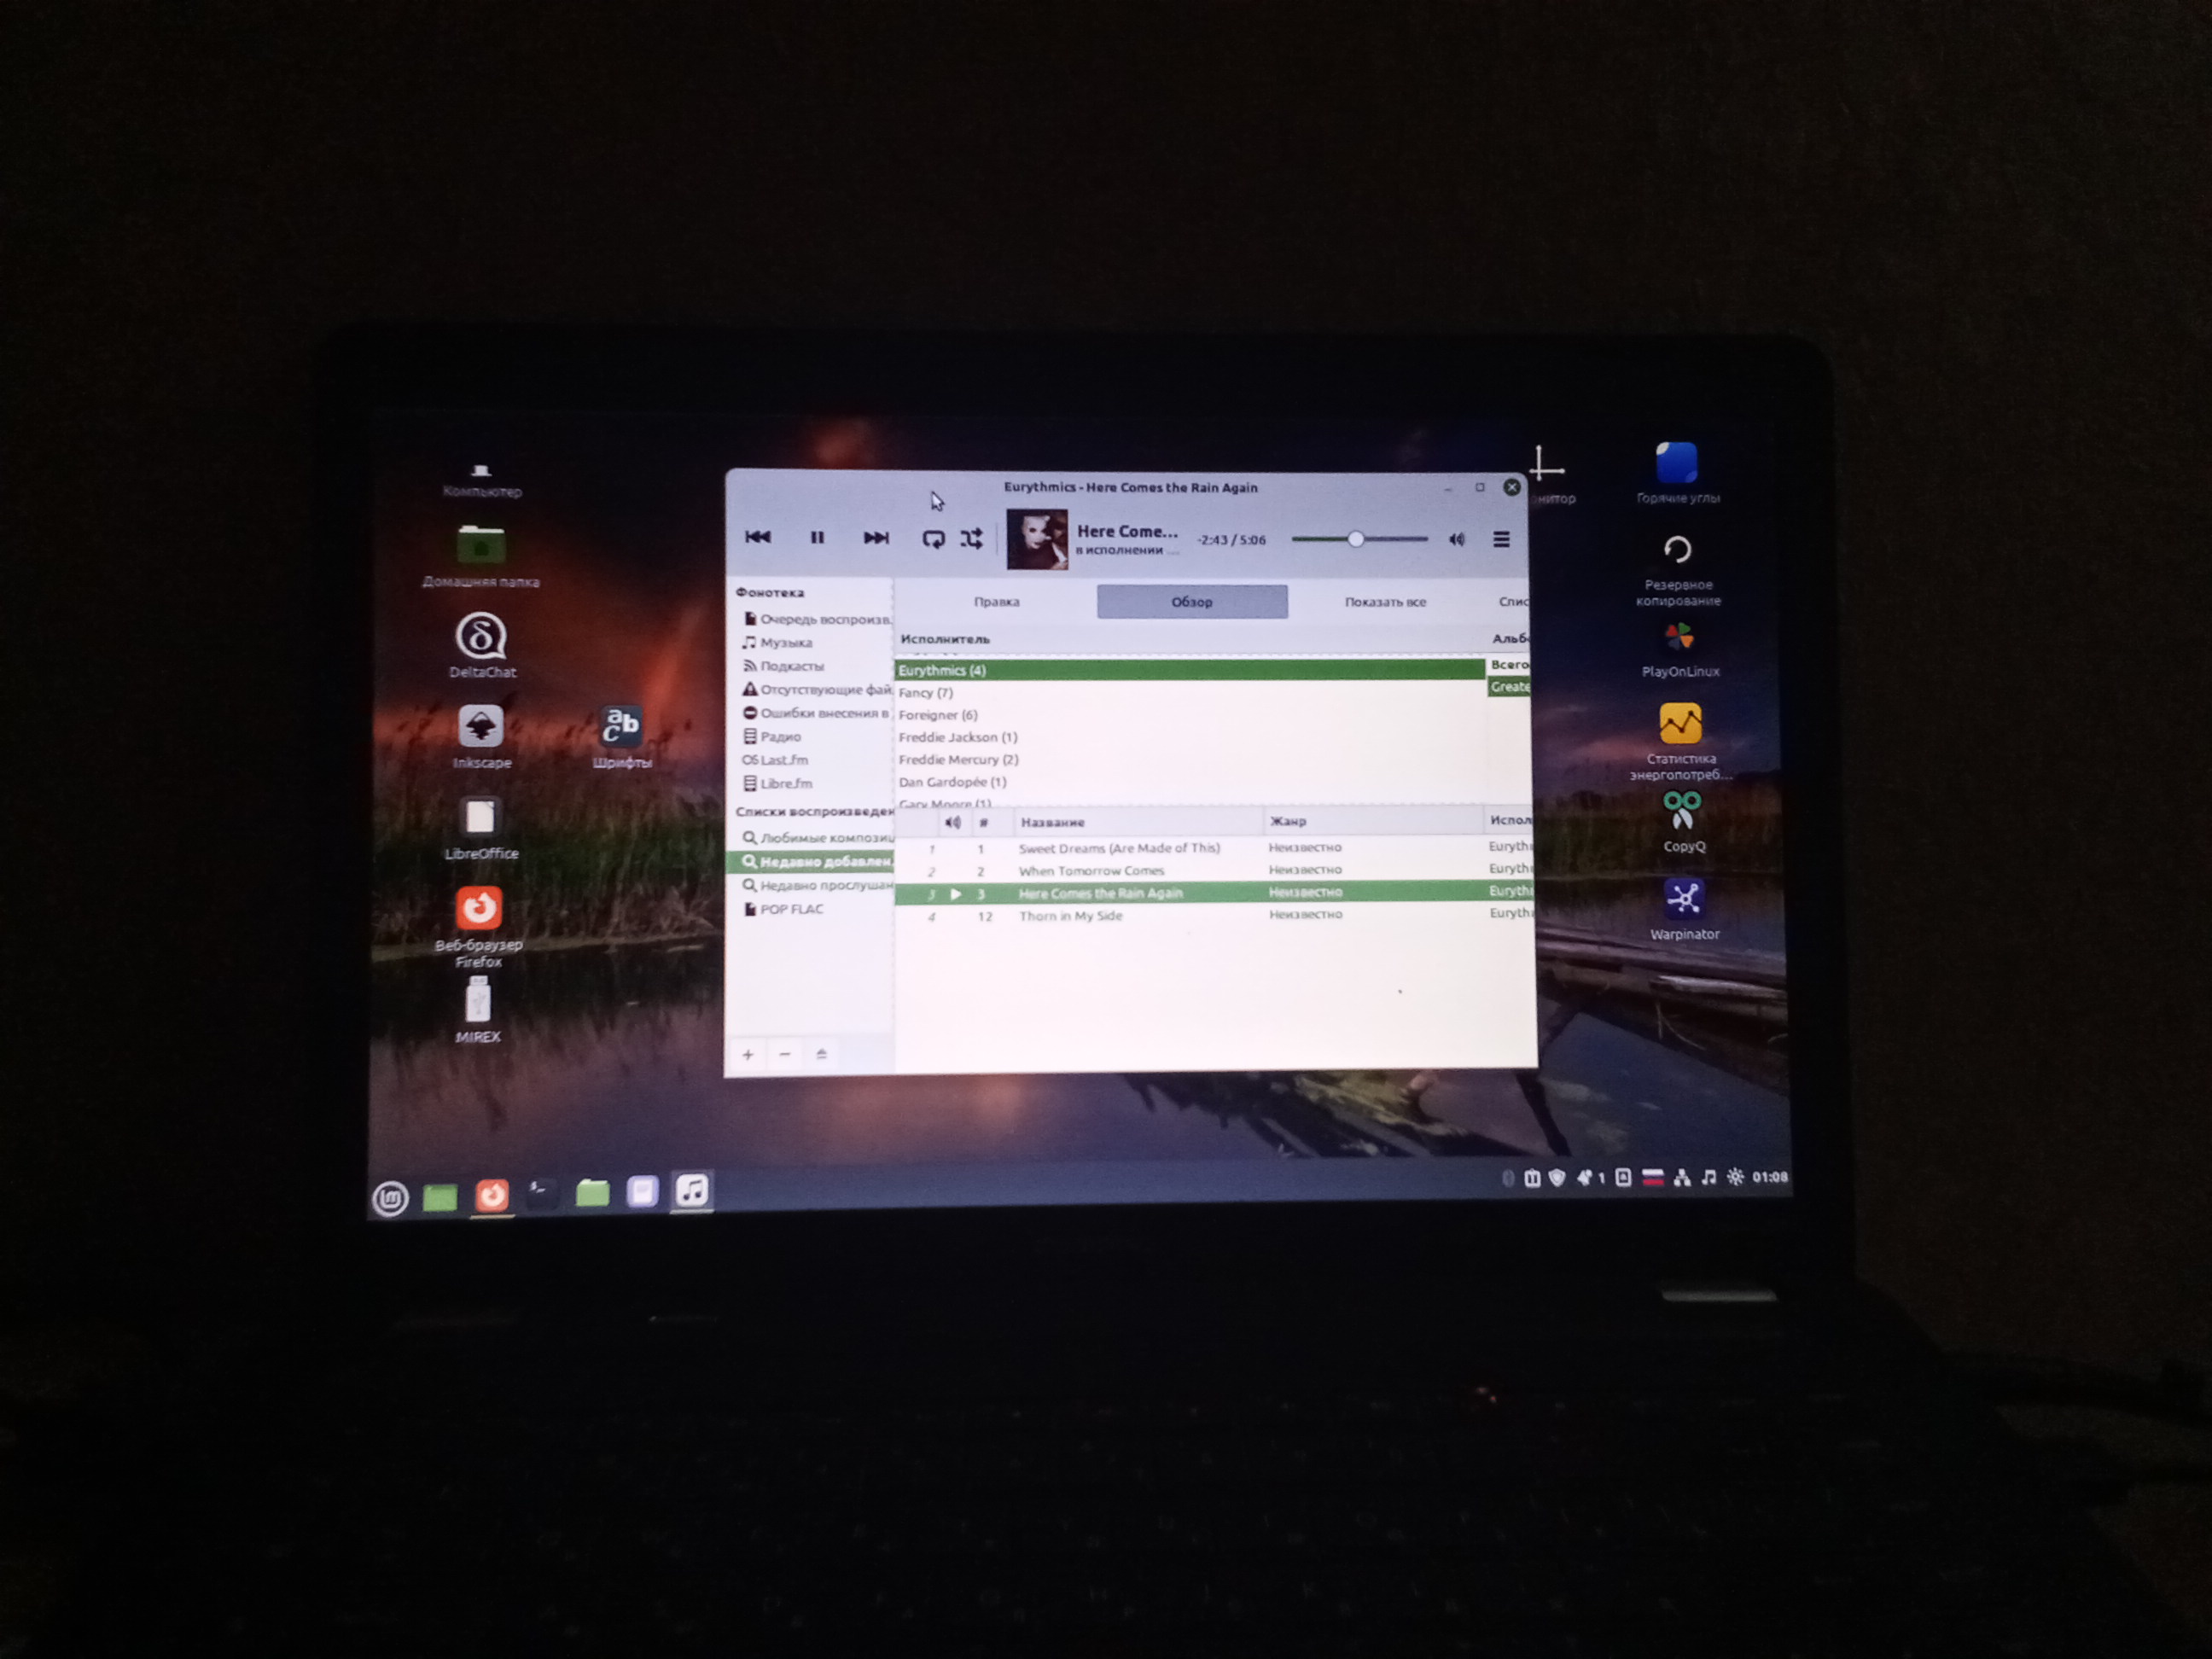 Компьютер
Домашняя папка
DeltaChat
Inkscape
abc
Шрифты
LibreOffice
Веб-браузер
Firefox
MIREX
Eurythmics - Here Comes the Rain Again
Here Come...
в исполнении ...
-2:43 / 5:06
Фонотека
Очередь воспроизв.
Музыка
Подкасты
Отсутствующие фай.
Ошибки внесения в
Радио
Last.fm
Libre.fm
Списки воспроизведен
Любимые композиц
Недавно добавлен.
Недавно прослушан
POP FLAC
+ −
Правка Обзор Показать все Спис
Исполнитель Альб
Eurythmics (4) Всего
Fancy (7) Greate
Foreigner (6)
Freddie Jackson (1)
Freddie Mercury (2)
Dan Gardopée (1)
Gary Moore (1)
# Название Жанр Испол
1 1 Sweet Dreams (Are Made of This) Неизвестно Euryth
2 2 When Tomorrow Comes Неизвестно Euryth
3 3 Here Comes the Rain Again Неизвестно Euryth
4 12 Thorn in My Side Неизвестно Euryth
онитор
Горячие углы
Резервное
копирование
PlayOnLinux
Статистика
энергопотреб...
CopyQ
Warpinator
1 01:08